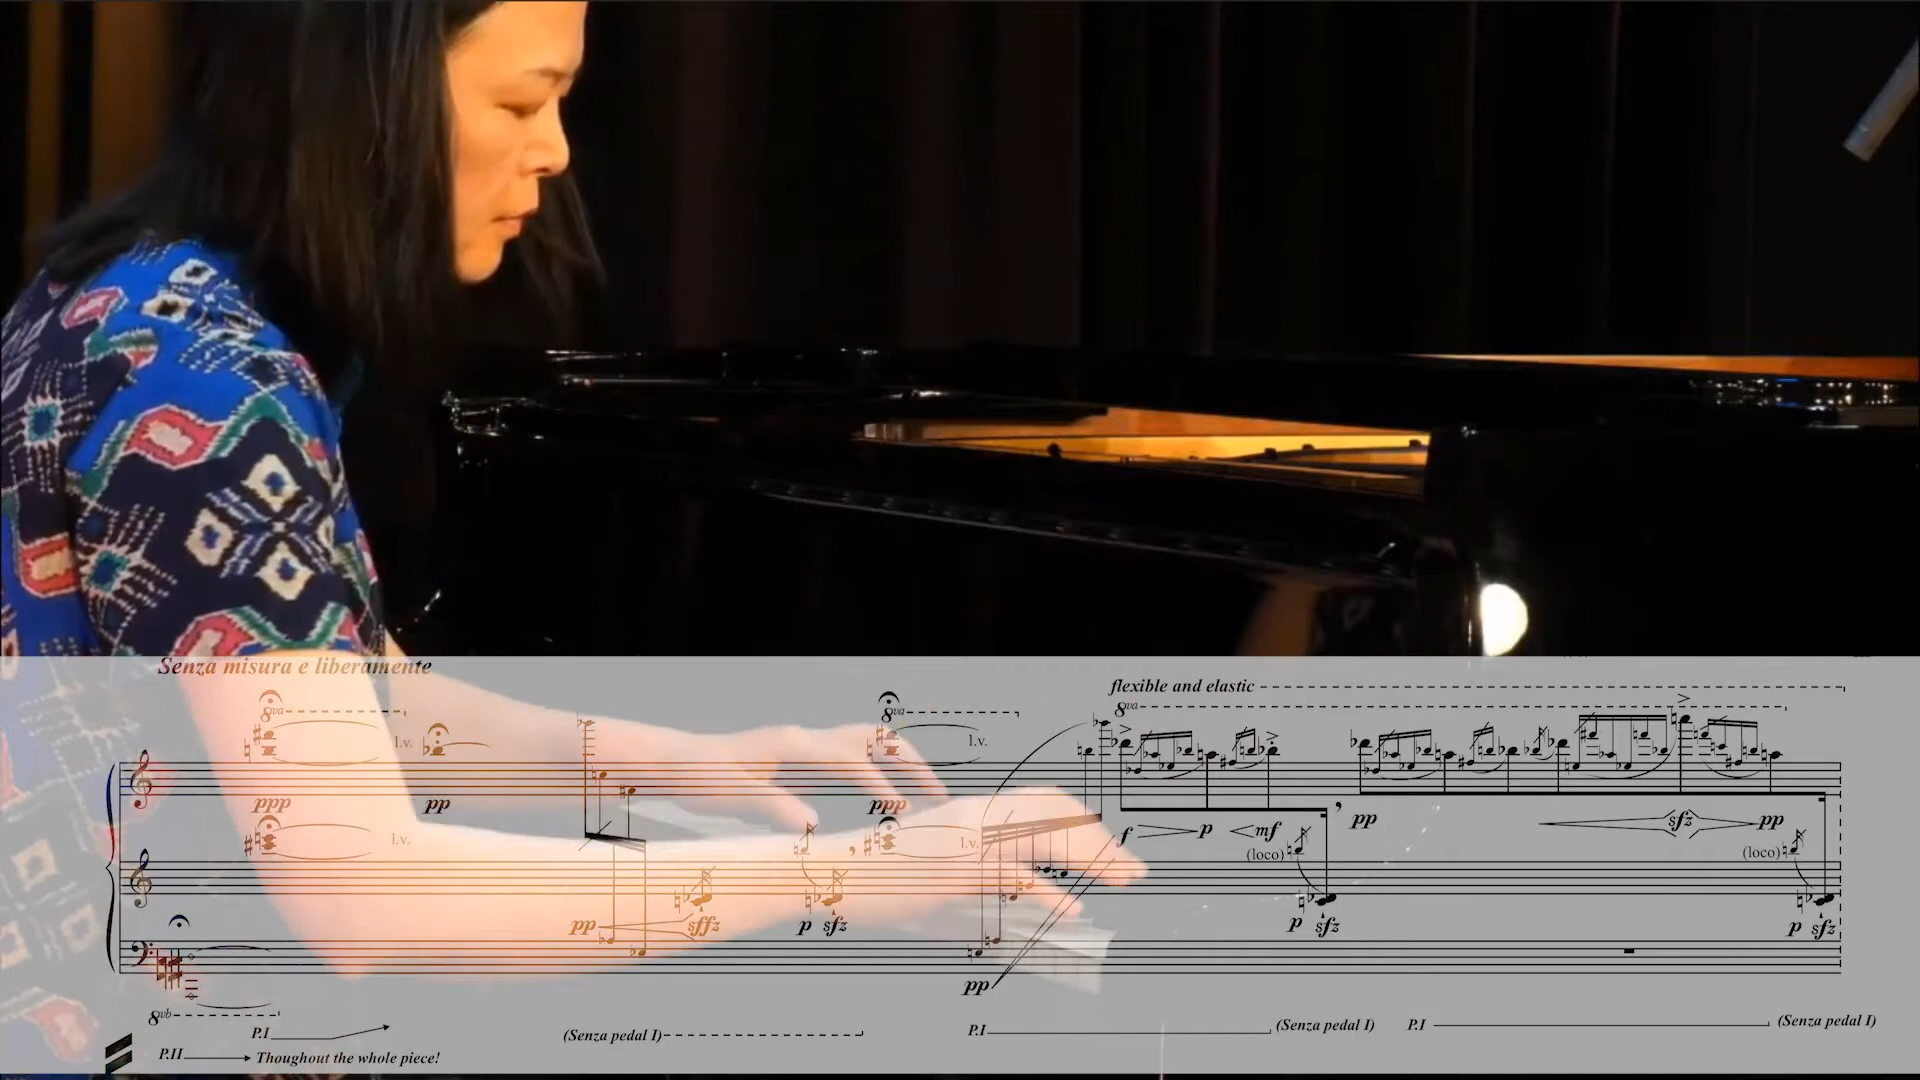 Senza misura e liberamente
flexible and elastic
8va 8va 8va
l.v. l.v.
ppp pp ppp
f p mf pp sfz pp
l.v. l.v. (loco) (loco)
pp sffz p sfz p sfz p sfz
pp
8vb
P.I (Senza pedal I) P.I (Senza pedal I) P.I (Senza pedal I)
P.II Thoughout the whole piece!